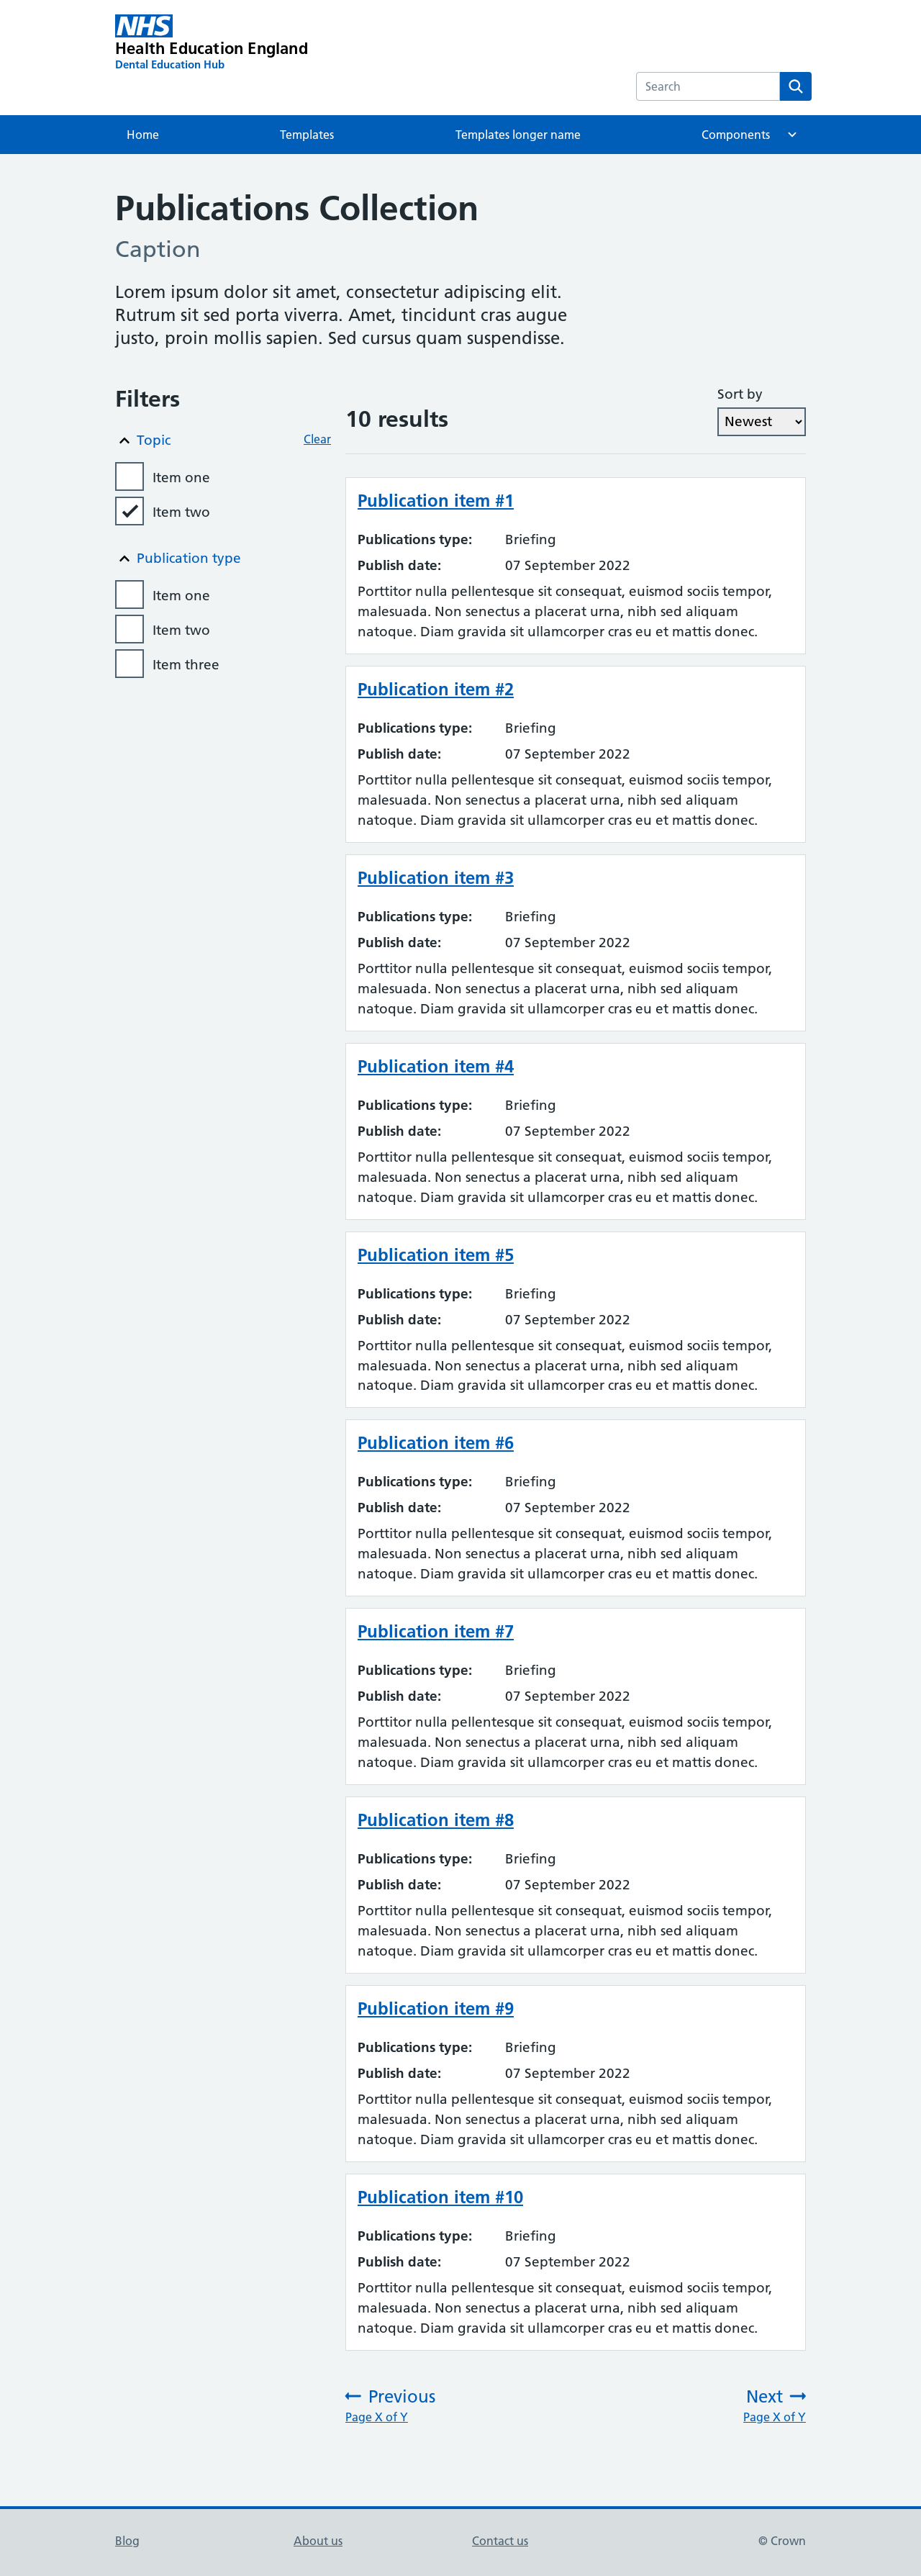 NHS
Health Education England
Dental Education Hub
Search
Home
Templates
Templates longer name
Components
Publications Collection
Caption
Lorem ipsum dolor sit amet, consectetur adipiscing elit.
Rutrum sit sed porta viverra. Amet, tincidunt cras augue
justo, proin mollis sapien. Sed cursus quam suspendisse.
Filters
Topic
Clear
Item one
Item two
Publication type
Item one
Item two
Item three
10 results
Sort by
Newest
Publication item #1
Publications type: Briefing
Publish date: 07 September 2022
Porttitor nulla pellentesque sit consequat, euismod sociis tempor,
malesuada. Non senectus a placerat urna, nibh sed aliquam
natoque. Diam gravida sit ullamcorper cras eu et mattis donec.
Publication item #2
Publications type: Briefing
Publish date: 07 September 2022
Porttitor nulla pellentesque sit consequat, euismod sociis tempor,
malesuada. Non senectus a placerat urna, nibh sed aliquam
natoque. Diam gravida sit ullamcorper cras eu et mattis donec.
Publication item #3
Publications type: Briefing
Publish date: 07 September 2022
Porttitor nulla pellentesque sit consequat, euismod sociis tempor,
malesuada. Non senectus a placerat urna, nibh sed aliquam
natoque. Diam gravida sit ullamcorper cras eu et mattis donec.
Publication item #4
Publications type: Briefing
Publish date: 07 September 2022
Porttitor nulla pellentesque sit consequat, euismod sociis tempor,
malesuada. Non senectus a placerat urna, nibh sed aliquam
natoque. Diam gravida sit ullamcorper cras eu et mattis donec.
Publication item #5
Publications type: Briefing
Publish date: 07 September 2022
Porttitor nulla pellentesque sit consequat, euismod sociis tempor,
malesuada. Non senectus a placerat urna, nibh sed aliquam
natoque. Diam gravida sit ullamcorper cras eu et mattis donec.
Publication item #6
Publications type: Briefing
Publish date: 07 September 2022
Porttitor nulla pellentesque sit consequat, euismod sociis tempor,
malesuada. Non senectus a placerat urna, nibh sed aliquam
natoque. Diam gravida sit ullamcorper cras eu et mattis donec.
Publication item #7
Publications type: Briefing
Publish date: 07 September 2022
Porttitor nulla pellentesque sit consequat, euismod sociis tempor,
malesuada. Non senectus a placerat urna, nibh sed aliquam
natoque. Diam gravida sit ullamcorper cras eu et mattis donec.
Publication item #8
Publications type: Briefing
Publish date: 07 September 2022
Porttitor nulla pellentesque sit consequat, euismod sociis tempor,
malesuada. Non senectus a placerat urna, nibh sed aliquam
natoque. Diam gravida sit ullamcorper cras eu et mattis donec.
Publication item #9
Publications type: Briefing
Publish date: 07 September 2022
Porttitor nulla pellentesque sit consequat, euismod sociis tempor,
malesuada. Non senectus a placerat urna, nibh sed aliquam
natoque. Diam gravida sit ullamcorper cras eu et mattis donec.
Publication item #10
Publications type: Briefing
Publish date: 07 September 2022
Porttitor nulla pellentesque sit consequat, euismod sociis tempor,
malesuada. Non senectus a placerat urna, nibh sed aliquam
natoque. Diam gravida sit ullamcorper cras eu et mattis donec.
Previous
Page X of Y
Next
Page X of Y
Blog
About us
Contact us
© Crown